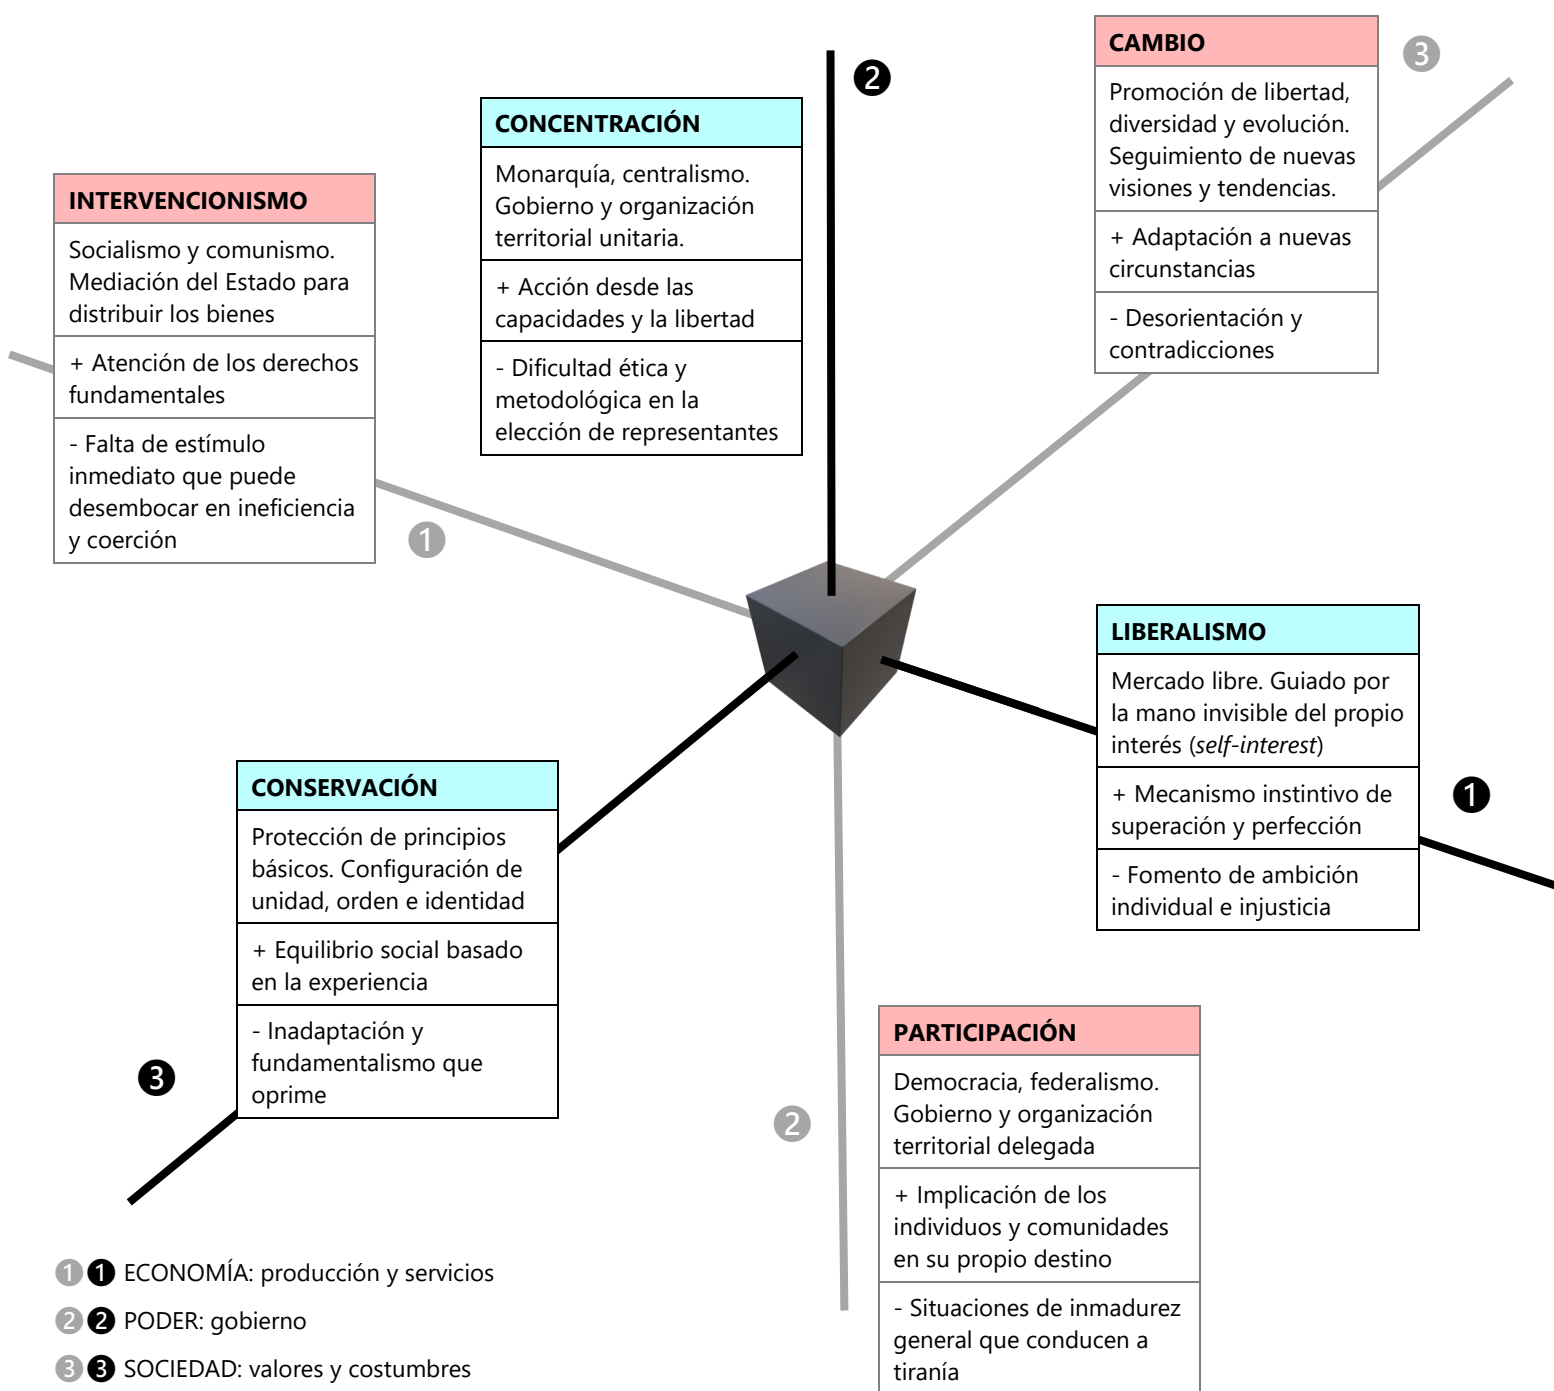 CAMBIO
Promoción de libertad,
diversidad y evolución.
Seguimiento de nuevas
visiones y tendencias.
+ Adaptación a nuevas
circunstancias
- Desorientación y
contradicciones
3
2
CONCENTRACIÓN
Monarquía, centralismo.
Gobierno y organización
territorial unitaria.
+ Acción desde las
capacidades y la libertad
- Dificultad ética y
metodológica en la
elección de representantes
INTERVENCIONISMO
Socialismo y comunismo.
Mediación del Estado para
distribuir los bienes
+ Atención de los derechos
fundamentales
- Falta de estímulo
inmediato que puede
desembocar en ineficiencia
y coerción
1
LIBERALISMO
Mercado libre. Guiado por
la mano invisible del propio
interés (self-interest)
+ Mecanismo instintivo de
superación y perfección
- Fomento de ambición
individual e injusticia
1
CONSERVACIÓN
Protección de principios
básicos. Configuración de
unidad, orden e identidad
+ Equilibrio social basado
en la experiencia
- Inadaptación y
fundamentalismo que
oprime
3
2
PARTICIPACIÓN
Democracia, federalismo.
Gobierno y organización
territorial delegada
+ Implicación de los
individuos y comunidades
en su propio destino
- Situaciones de inmadurez
general que conducen a
tiranía
1 1 ECONOMÍA: producción y servicios
2 2 PODER: gobierno
3 3 SOCIEDAD: valores y costumbres